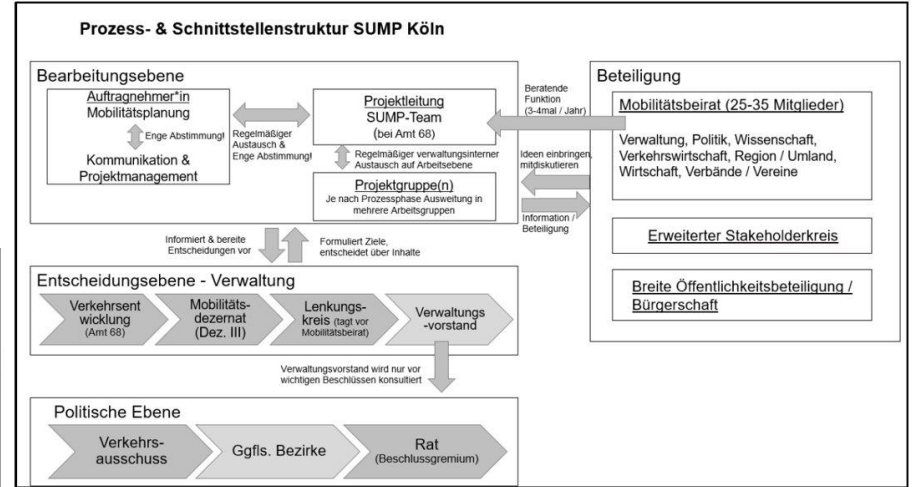 Prozess- & Schnittstellenstruktur SUMP Köln
Bearbeitungsebene
Auftragnehmer*in
Mobilitätsplanung
Enge Abstimmung!
Kommunikation &
Projektmanagement
Regelmäßiger
Austausch &
Enge Abstimmung!
Projektleitung
SUMP-Team
(bei Amt 68)
Regelmäßiger verwaltungsinterner
Austausch auf Arbeitsebene
Projektgruppe(n)
Je nach Prozessphase Ausweitung in
mehrere Arbeitsgruppen
Beratende
Funktion
(3-4mal / Jahr)
Ideen einbringen,
mitdiskutieren
Information /
Beteiligung
Beteiligung
Mobilitätsbeirat (25-35 Mitglieder)
Verwaltung, Politik, Wissenschaft,
Verkehrswirtschaft, Region / Umland,
Wirtschaft, Verbände / Vereine
Erweiterter Stakeholderkreis
Breite Öffentlichkeitsbeteiligung /
Bürgerschaft
Informiert & bereite
Entscheidungen vor
Formuliert Ziele,
entscheidet über Inhalte
Entscheidungsebene - Verwaltung
Verkehrsent
wicklung
(Amt 68)
Mobilitäts-
dezernat
(Dez. III)
Lenkungs-
kreis (tagt vor
Mobilitätsbeirat)
Verwaltungs
-vorstand
Verwaltungsvorstand wird nur vor
wichtigen Beschlüssen konsultiert
Politische Ebene
Verkehrs-
ausschuss
Ggfls. Bezirke
Rat
(Beschlussgremium)